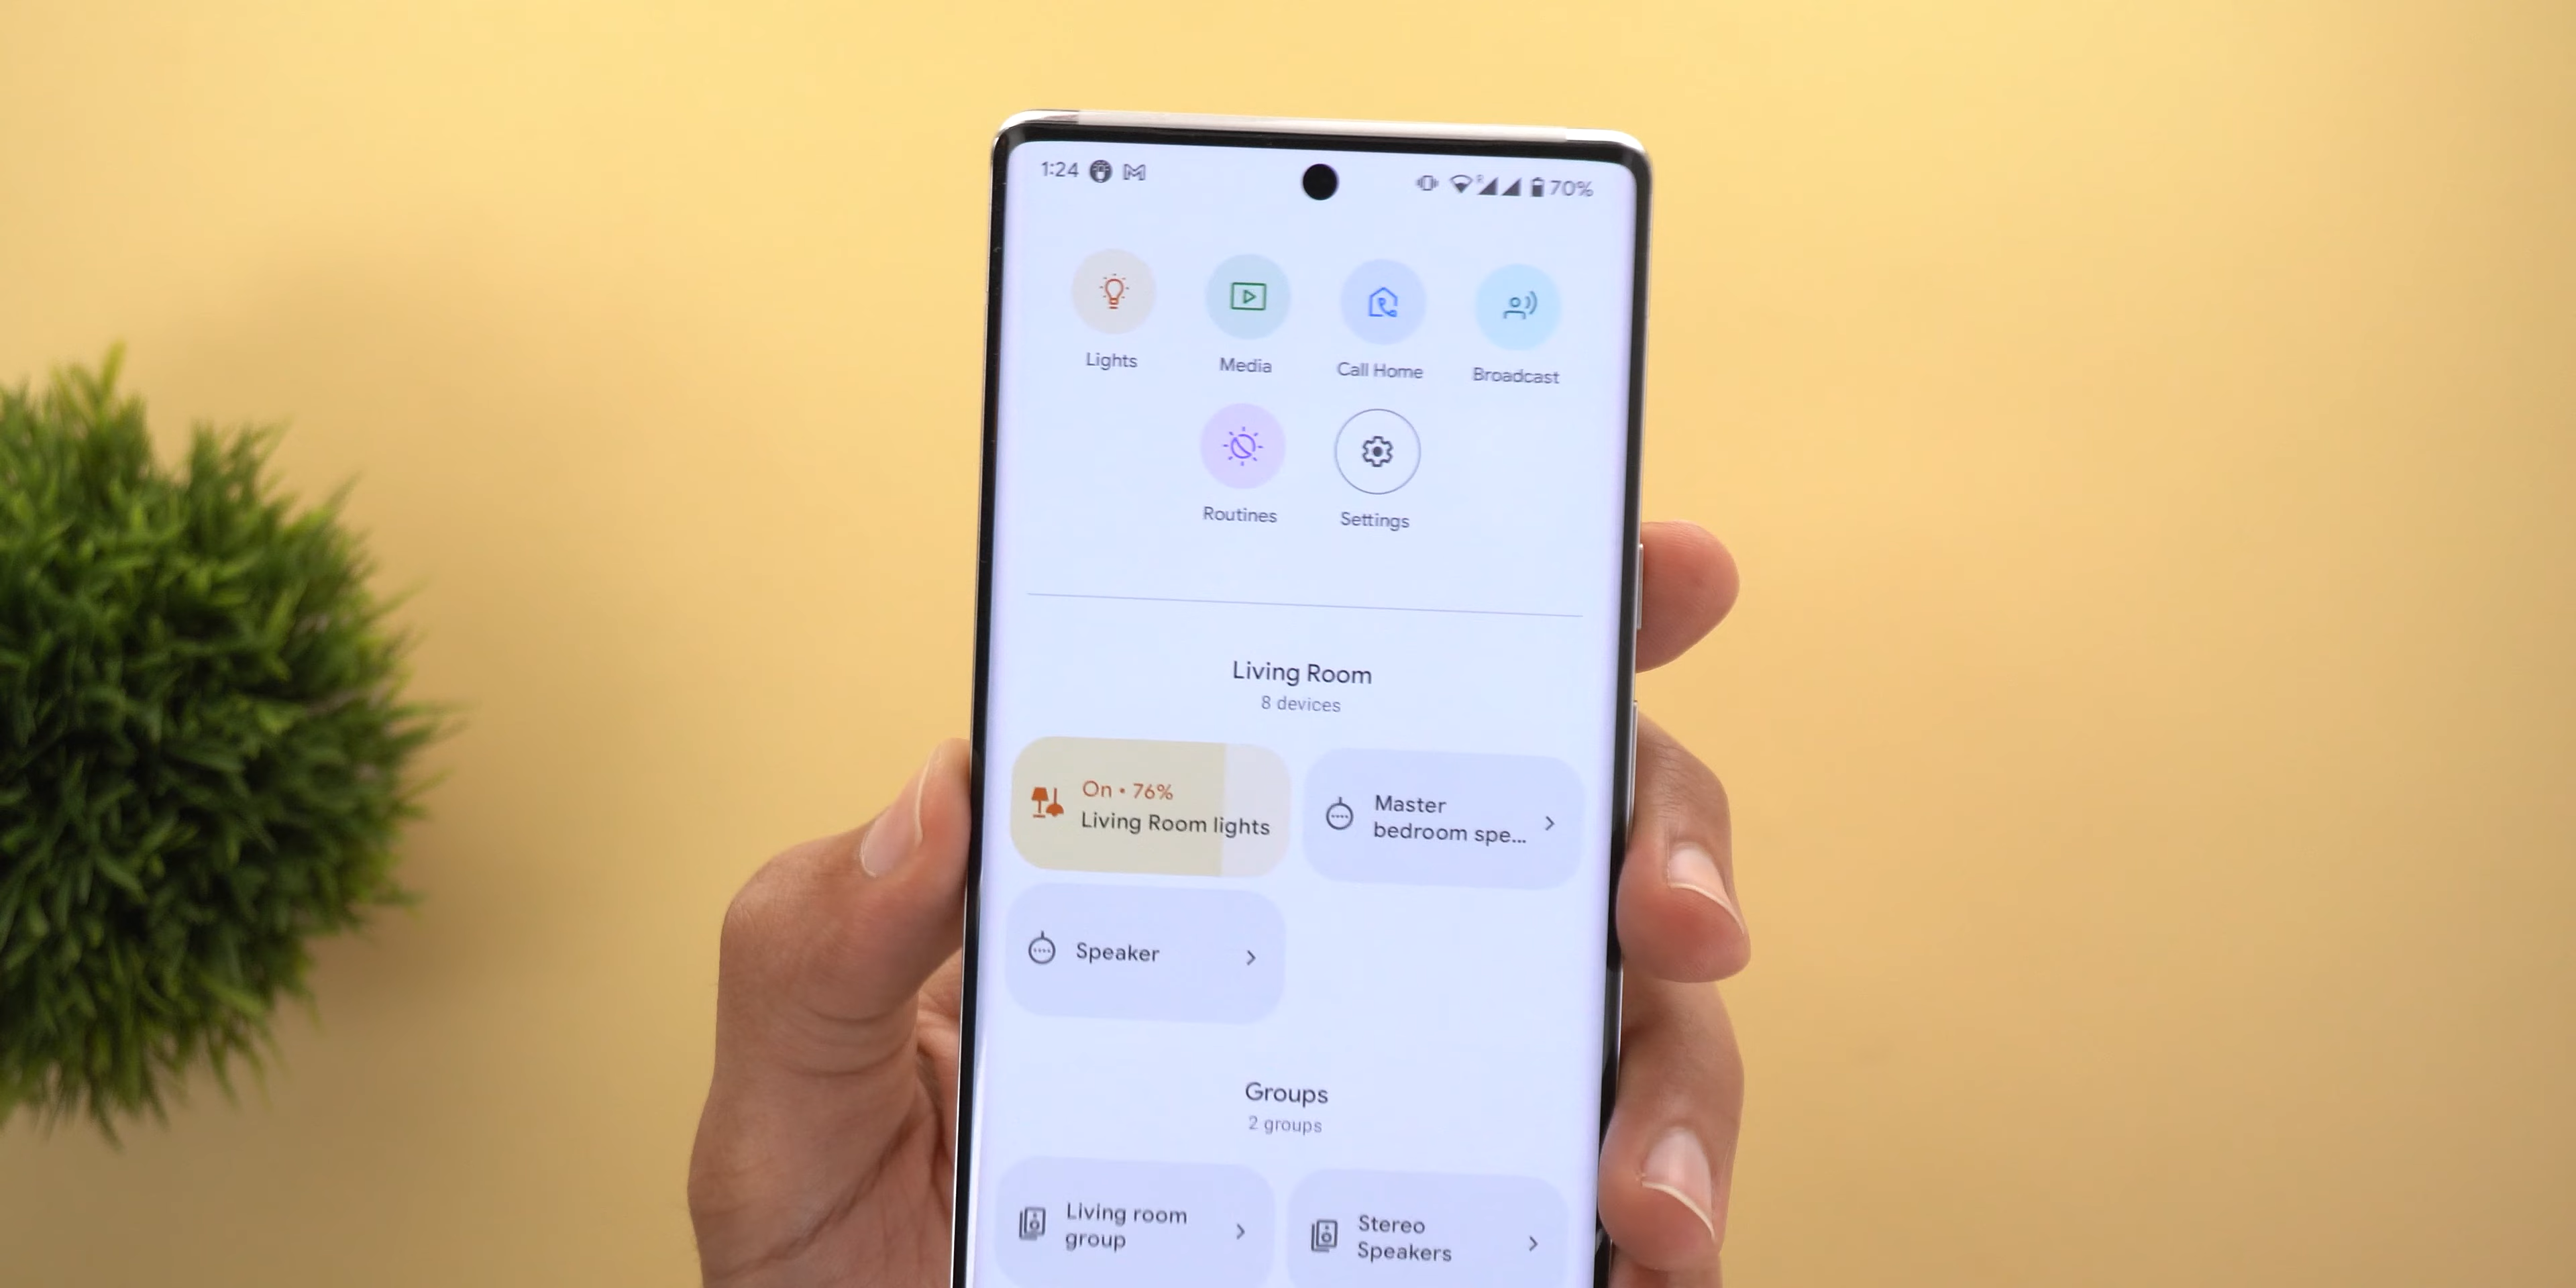 1:24
R 70%
Lights
Media
Call Home
Broadcast
Routines
Settings
Living Room
8 devices
On • 76%
Living Room lights
Master
bedroom spe...
Speaker
Groups
2 groups
Living room
group
Stereo
Speakers